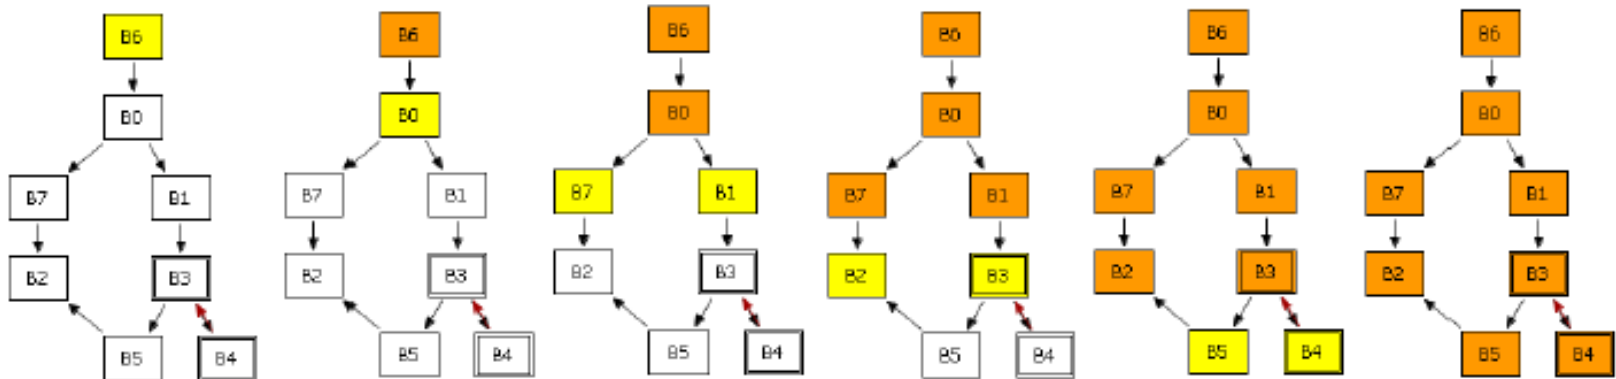 B6 B6 B6 B6 B6 B6
B0 B0 B0 B0 B0 B0
B7 B1 B7 B1 B7 B1 B7 B1 B7 B1 B7 B1
B2 B3 B2 B3 B2 B3 B2 B3 B2 B3 B2 B3
B5 B4 B5 B4 B5 B4 B5 B4 B5 B4 B5 B4